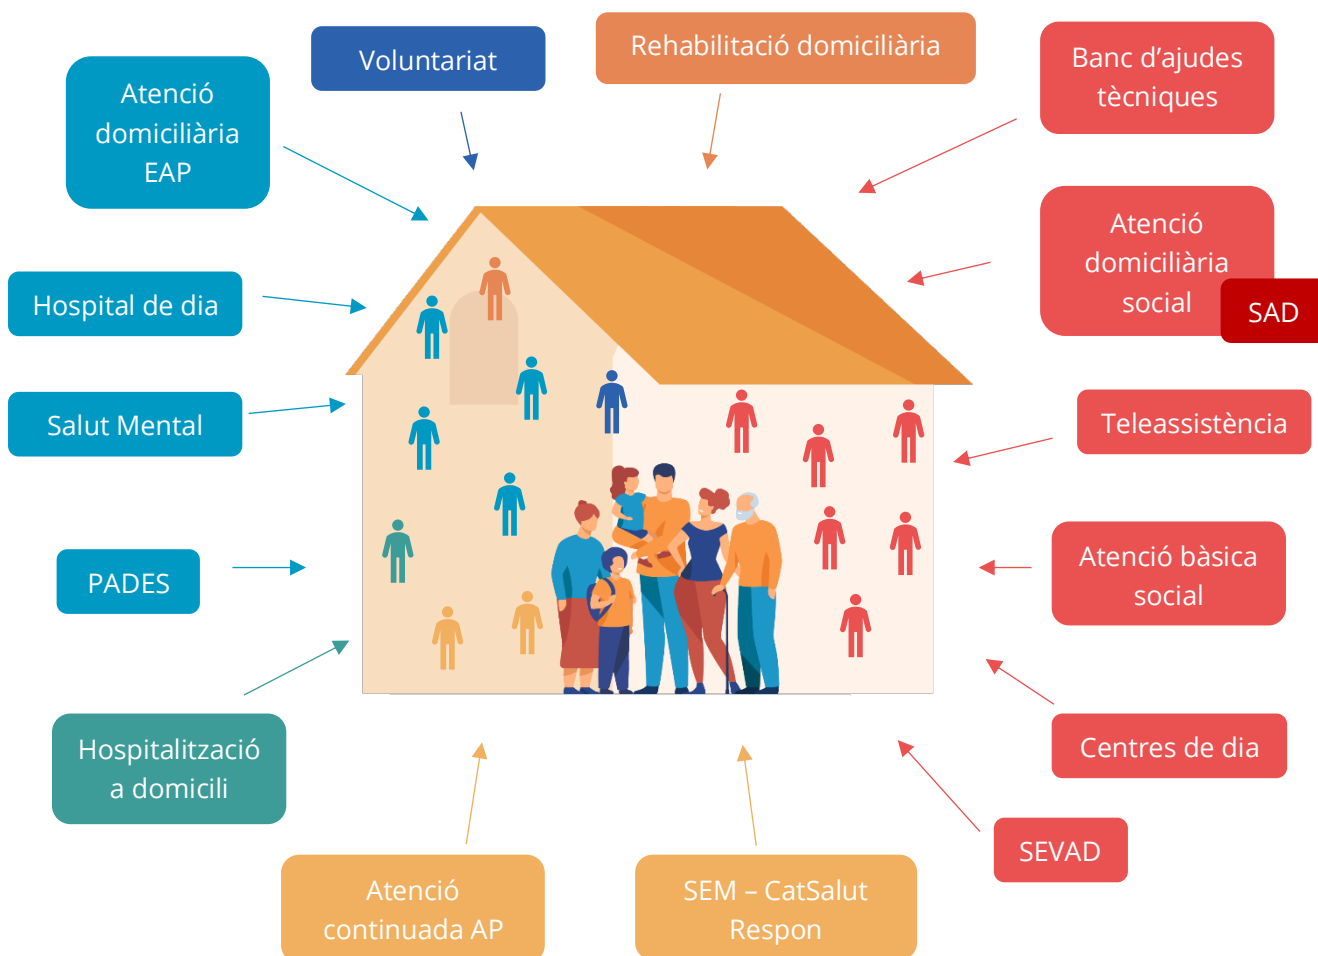 Voluntariat
Rehabilitació domiciliària
Banc d’ajudes
tècniques
Atenció
domiciliària
EAP
Atenció
domiciliària
social
SAD
Hospital de dia
Salut Mental
Teleassistència
PADES
Atenció bàsica
social
Hospitalització
a domicili
Centres de dia
SEVAD
Atenció
continuada AP
SEM – CatSalut
Respon